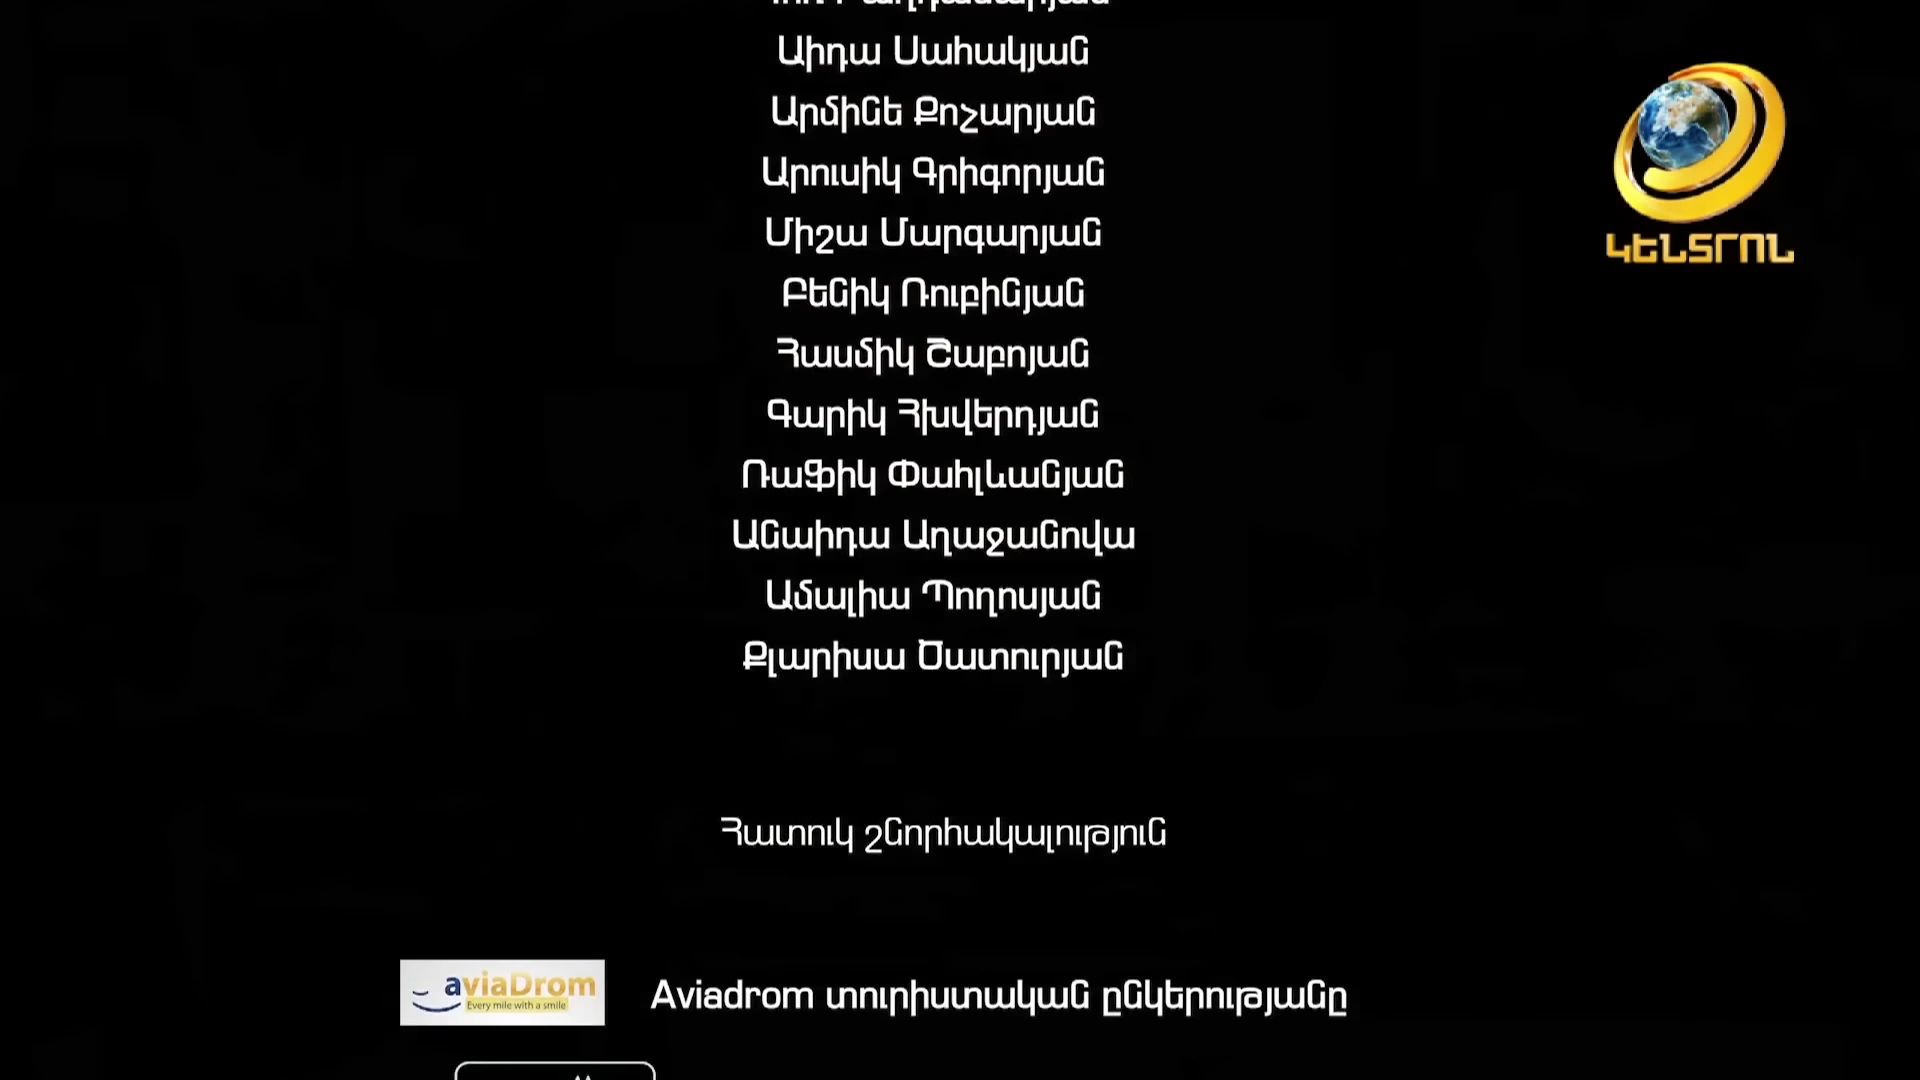 Աիդա Սահակյան
Արմինե Քոչարյան
Արուսիկ Գրիգորյան
Միշա Մարգարյան
Բենիկ Ռուբինյան
Հասմիկ Շաբոյան
Գարիկ Հխվերդյան
Ռաֆիկ Փահլևանյան
Անաիդա Աղաջանովա
Ամալիա Պողոսյան
Քլարիսա Ծատուրյան
Հատուկ շնորհակալություն
aviaDrom
Every mile with a smile
Aviadrom տուրիստական ընկերությանը
ԿԵՆՏՐՈՆ